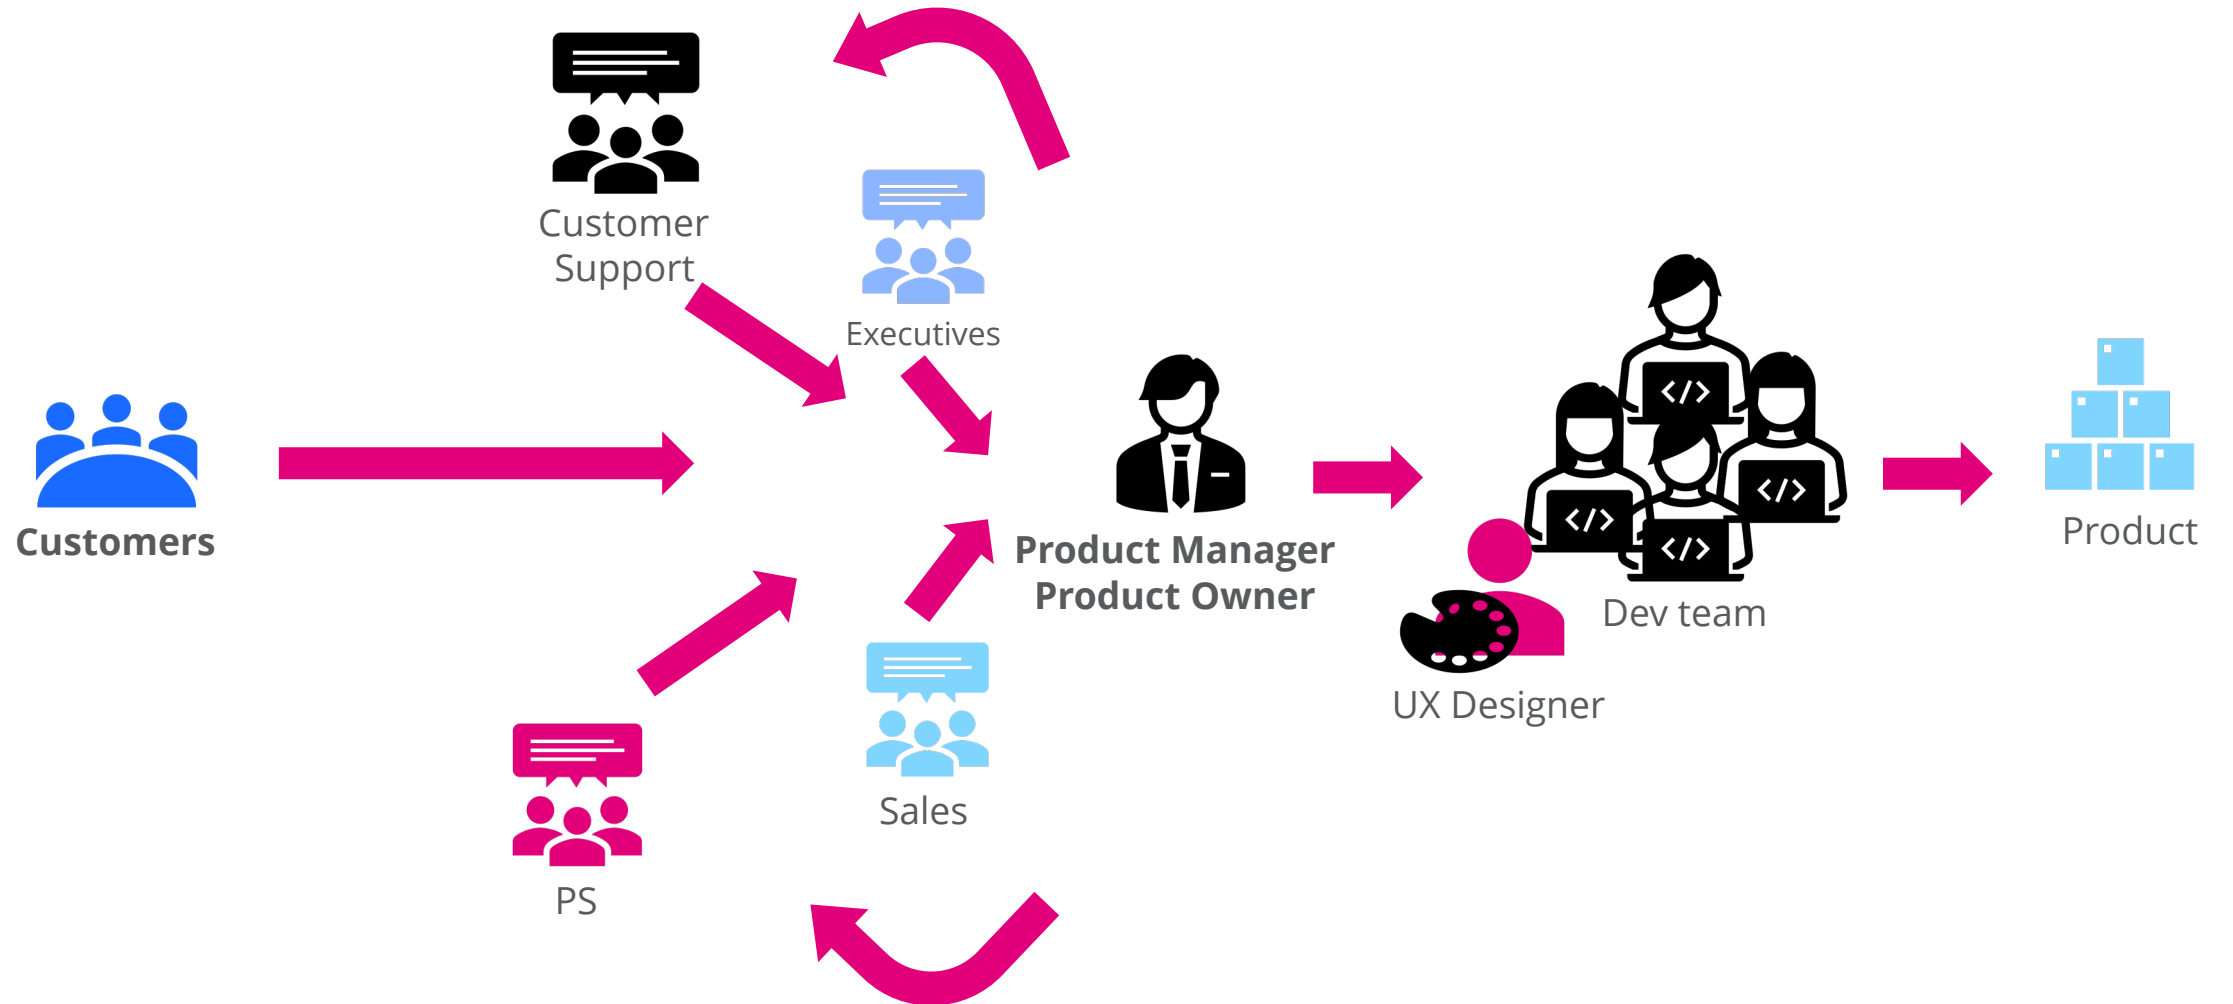 Customer
Support
Executives
Customers
Product Manager
Product Owner
</>
</>
</>
</>
Dev team
UX Designer
Product
Sales
PS